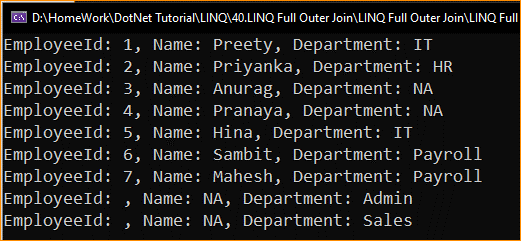 D:\HomeWork\DotNet Tutorial\LINQ\40.LINQ Full Outer Join\LINQ Full Outer Join\LINQ Full
EmployeeId: 1, Name: Preety, Department: IT
EmployeeId: 2, Name: Priyanka, Department: HR
EmployeeId: 3, Name: Anurag, Department: NA
EmployeeId: 4, Name: Pranaya, Department: NA
EmployeeId: 5, Name: Hina, Department: IT
EmployeeId: 6, Name: Sambit, Department: Payroll
EmployeeId: 7, Name: Mahesh, Department: Payroll
EmployeeId: , Name: NA, Department: Admin
EmployeeId: , Name: NA, Department: Sales